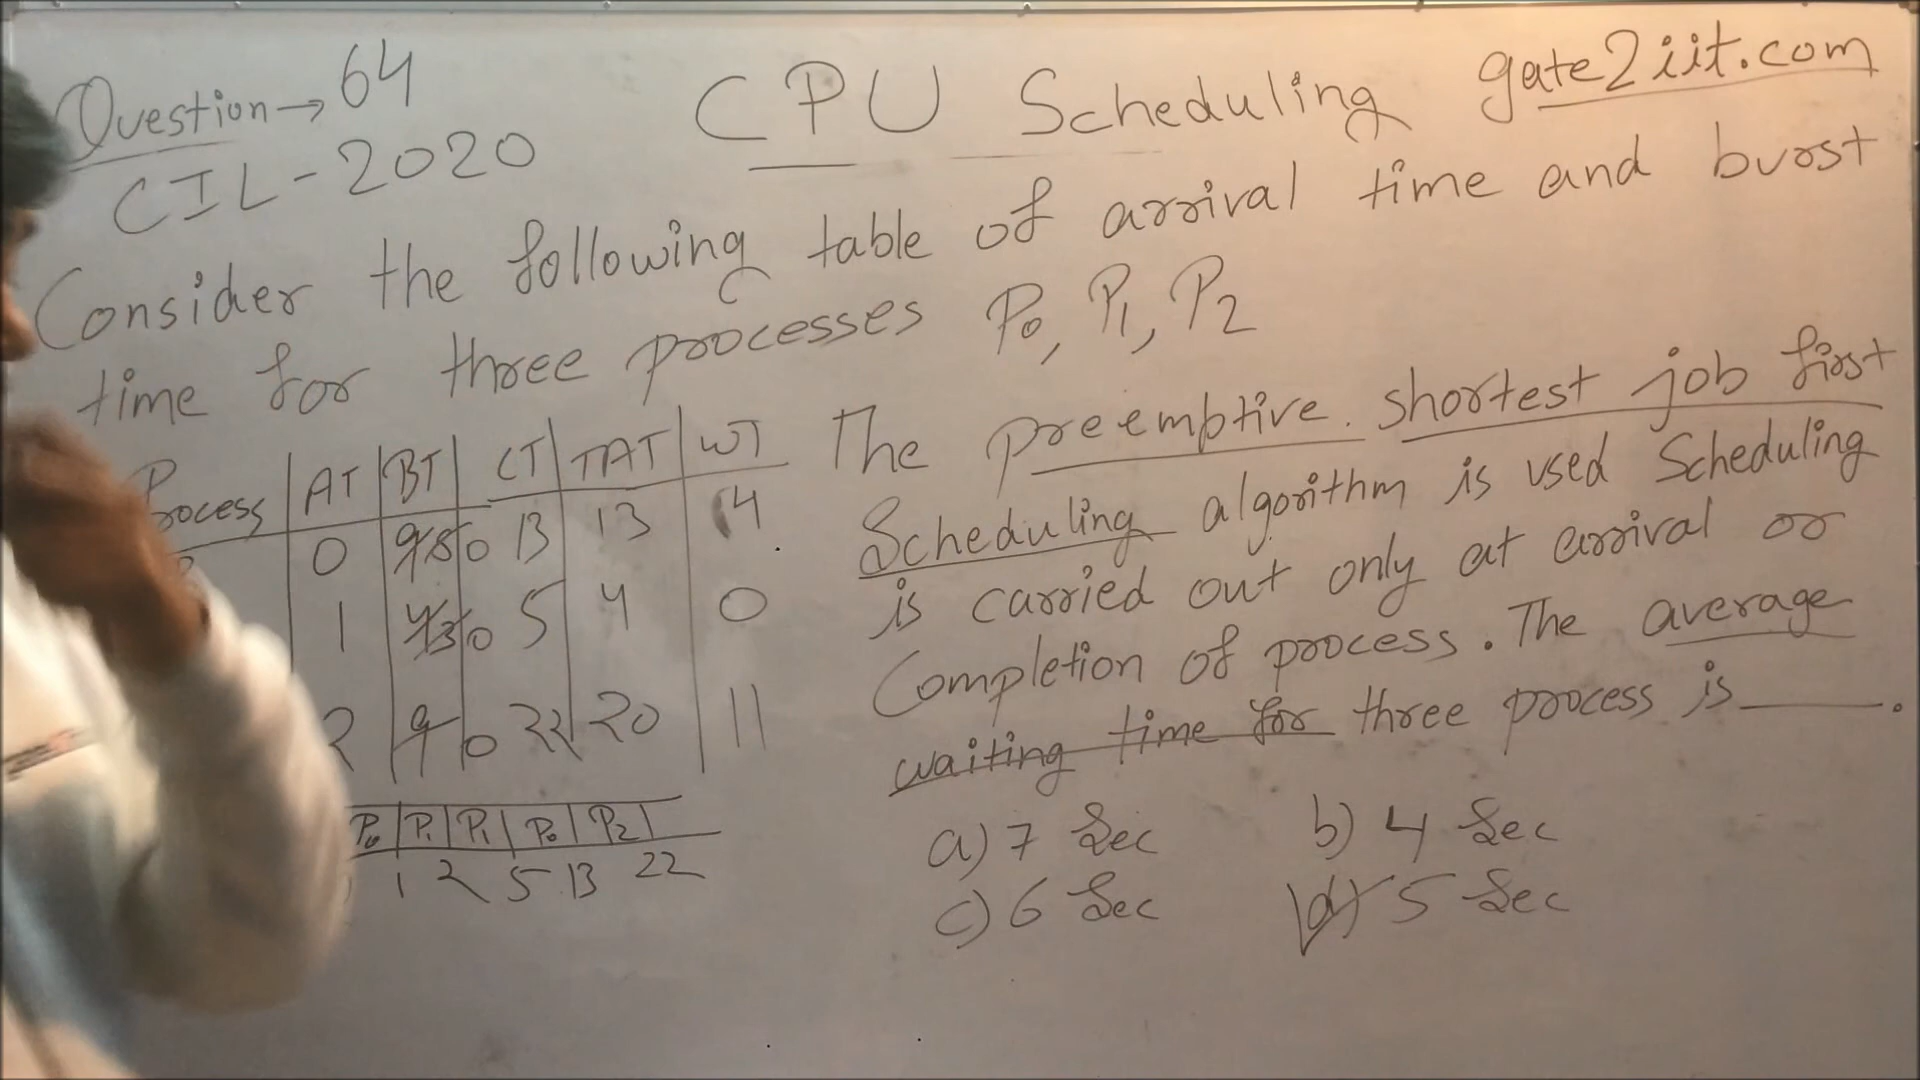 Question → 64
CPU Scheduling
gate2iit.com
CIL-2020
Consider the following table of arrival time and burst
time for three processes P0, P1, P2
Process AT BT CT TAT WT
0 9 8 0 13 13 4
1 4 3 0 5 4 0
2 9 0 22 20 11
P0 P1 P1 P0 P2
1 2 5 13 22
The preemptive shortest job first
Scheduling algorithm is used Scheduling
is carried out only at arrival or
Completion of process. The average
waiting time for three process is ____.
a) 7 Sec b) 4 Sec
c) 6 Sec d) 5 Sec